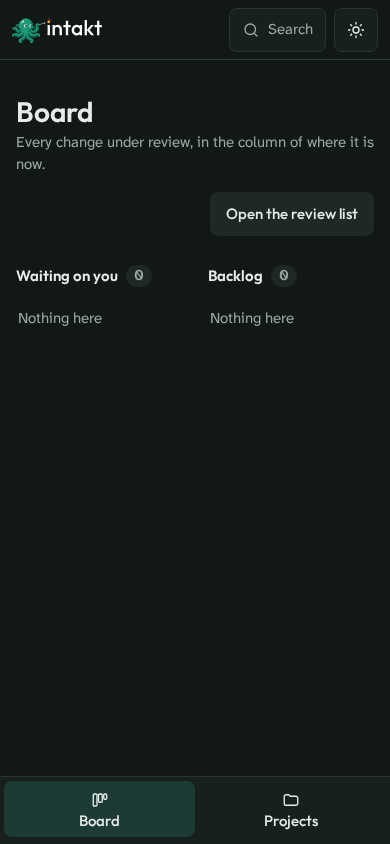 intakt
Search
Board
Every change under review, in the column of where it is
now.
Open the review list
Waiting on you 0
Backlog 0
Nothing here
Nothing here
Board
Projects